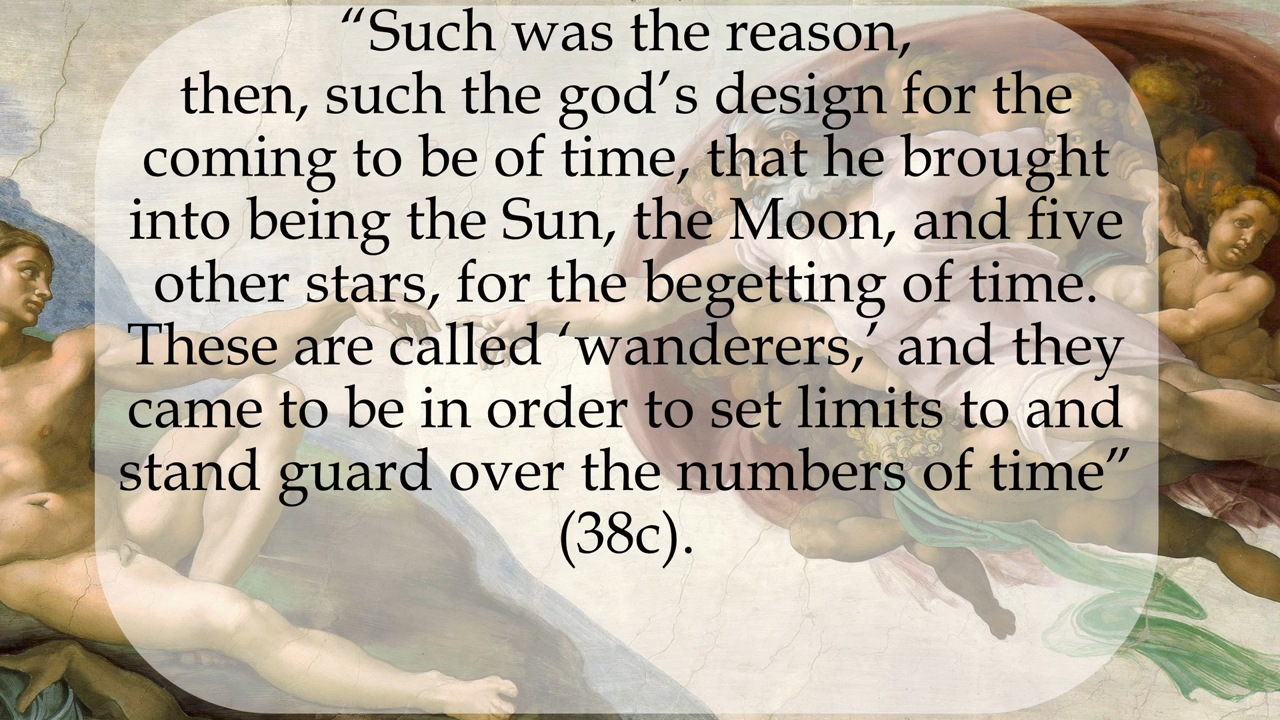 “Such was the reason,
then, such the god’s design for the
coming to be of time, that he brought
into being the Sun, the Moon, and five
other stars, for the begetting of time.
These are called ‘wanderers,’ and they
came to be in order to set limits to and
stand guard over the numbers of time”
(38c).